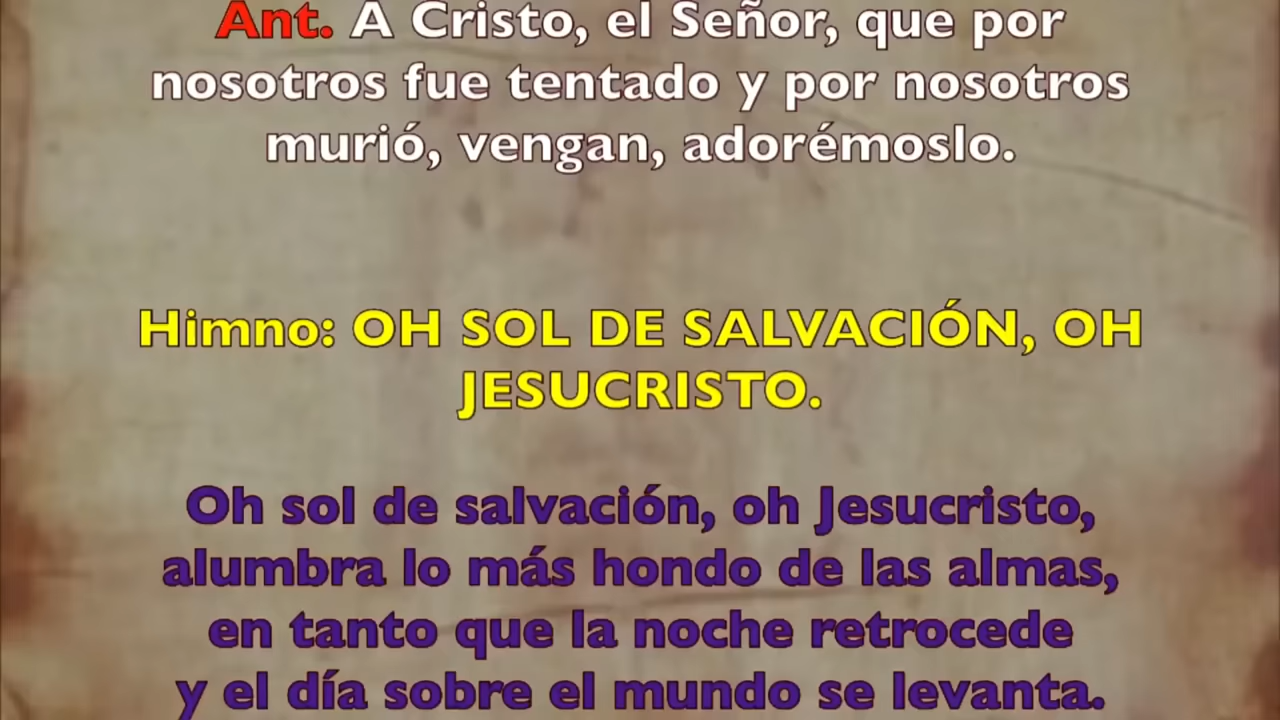 Ant. A Cristo, el Señor, que por
nosotros fue tentado y por nosotros
murió, vengan, adorémoslo.
Himno: OH SOL DE SALVACIÓN, OH
JESUCRISTO.
Oh sol de salvación, oh Jesucristo,
alumbra lo más hondo de las almas,
en tanto que la noche retrocede
y el día sobre el mundo se levanta.